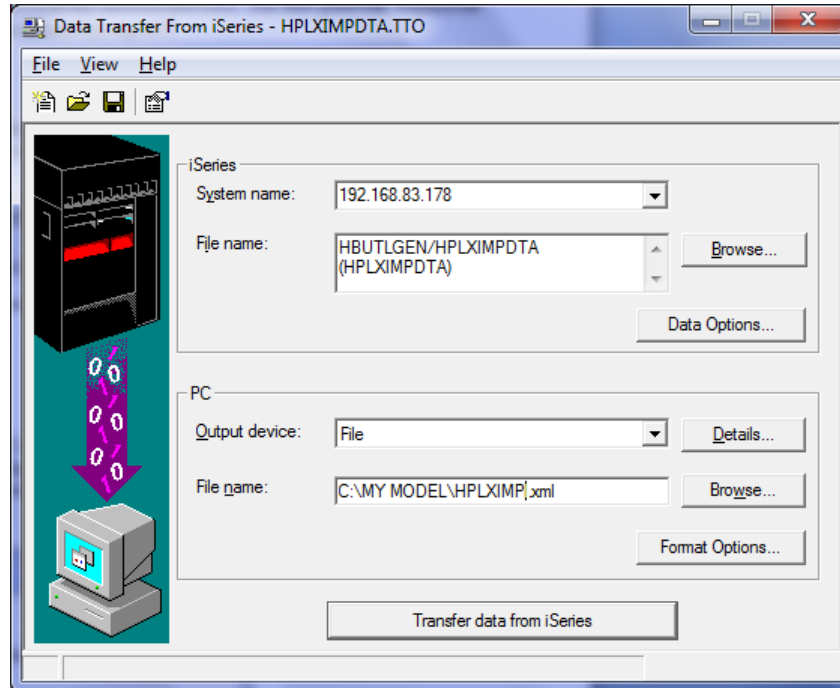 Data Transfer From iSeries - HPLXIMPDTA.TTO
File View Help
iSeries
System name: 192.168.83.178
File name: HBUTLGEN/HPLXIMPDTA
(HPLXIMPDTA)
Browse...
Data Options...
PC
Output device: File
Details...
File name: C:\MY MODEL\HPLXIMP.xml
Browse...
Format Options...
Transfer data from iSeries